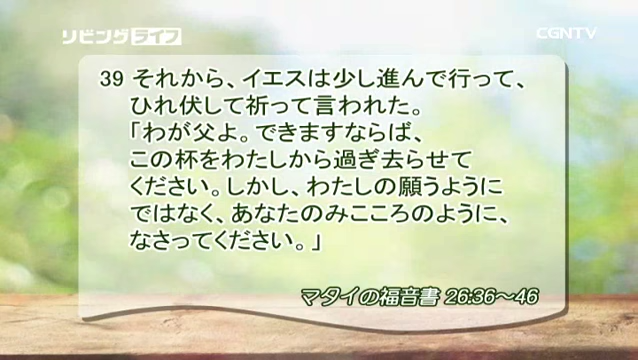 リビングライフ
CGNTV
39 それから、イエスは少し進んで行って、
ひれ伏して祈って言われた。
「わが父よ。できますならば、
この杯をわたしから過ぎ去らせて
ください。しかし、わたしの願うように
ではなく、あなたのみこころのように、
なさってください。」
マタイの福音書 26:36～46